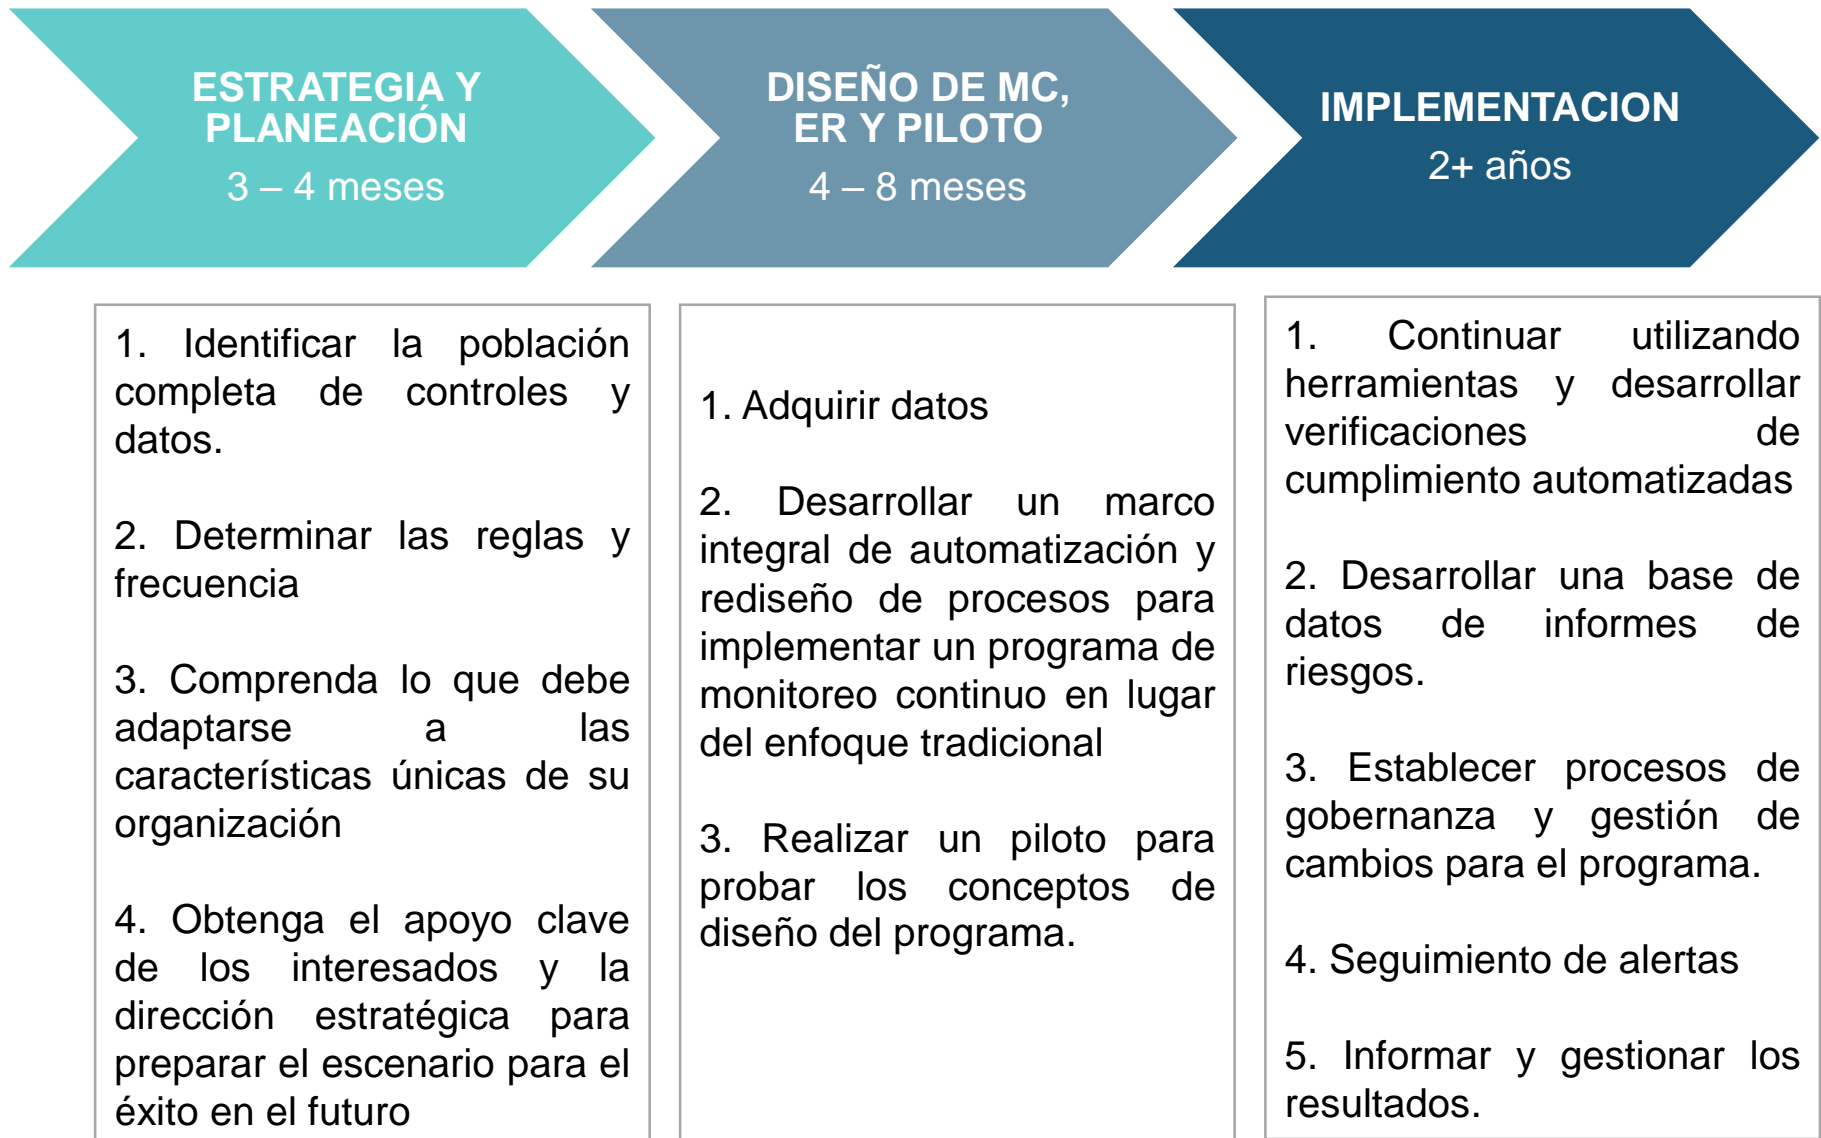 ESTRATEGIA Y
PLANEACIÓN
3 – 4 meses
DISEÑO DE MC,
ER Y PILOTO
4 – 8 meses
IMPLEMENTACION
2+ años
1. Identificar la población
completa de controles y
datos.
2. Determinar las reglas y
frecuencia
3. Comprenda lo que debe
adaptarse a las
características únicas de su
organización
4. Obtenga el apoyo clave
de los interesados y la
dirección estratégica para
preparar el escenario para el
éxito en el futuro
1. Adquirir datos
2. Desarrollar un marco
integral de automatización y
rediseño de procesos para
implementar un programa de
monitoreo continuo en lugar
del enfoque tradicional
3. Realizar un piloto para
probar los conceptos de
diseño del programa.
1. Continuar utilizando
herramientas y desarrollar
verificaciones de
cumplimiento automatizadas
2. Desarrollar una base de
datos de informes de
riesgos.
3. Establecer procesos de
gobernanza y gestión de
cambios para el programa.
4. Seguimiento de alertas
5. Informar y gestionar los
resultados.